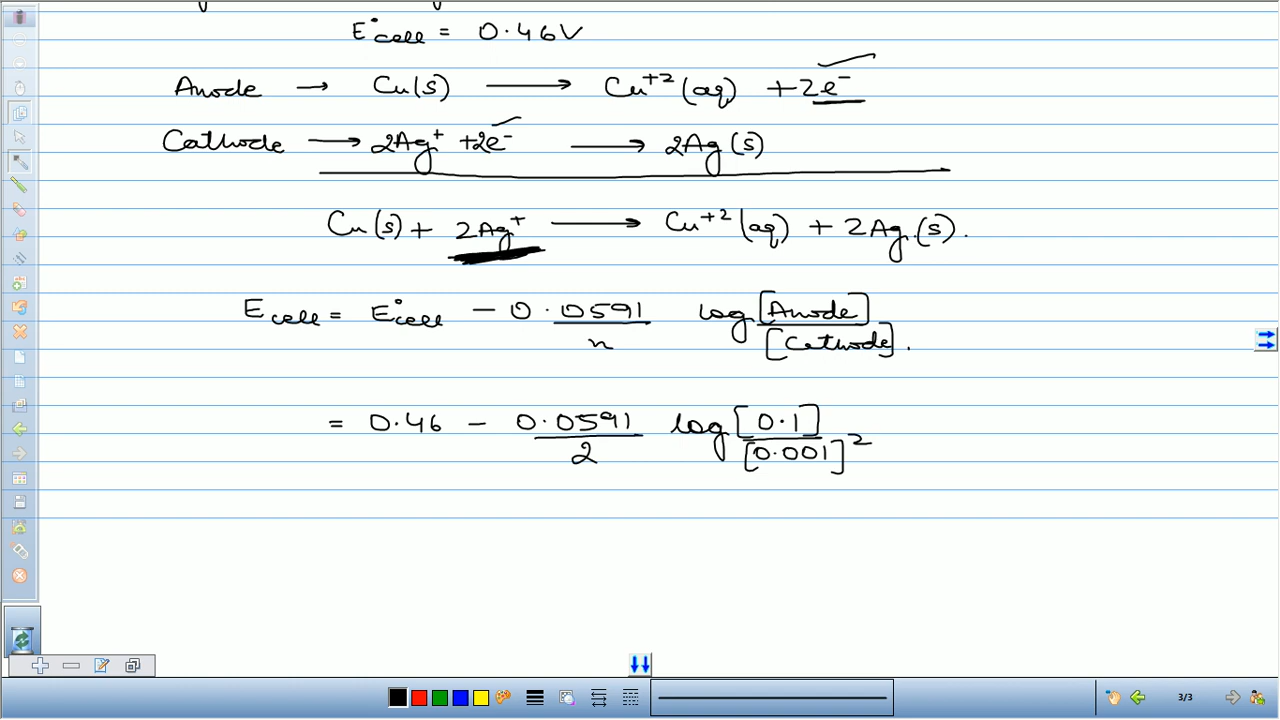 E°cell = 0.46V
Anode → Cu(s) → Cu+2(aq) + 2e-
Cathode → 2Ag+ +2e- → 2Ag(s)
Cu(s) + 2Ag+ → Cu+2(aq) + 2Ag(s).
Ecell = E°cell - 0.0591/n log [Anode]/[Cathode].
= 0.46 - 0.0591/2 log [0.1]/[0.001]²
3/3